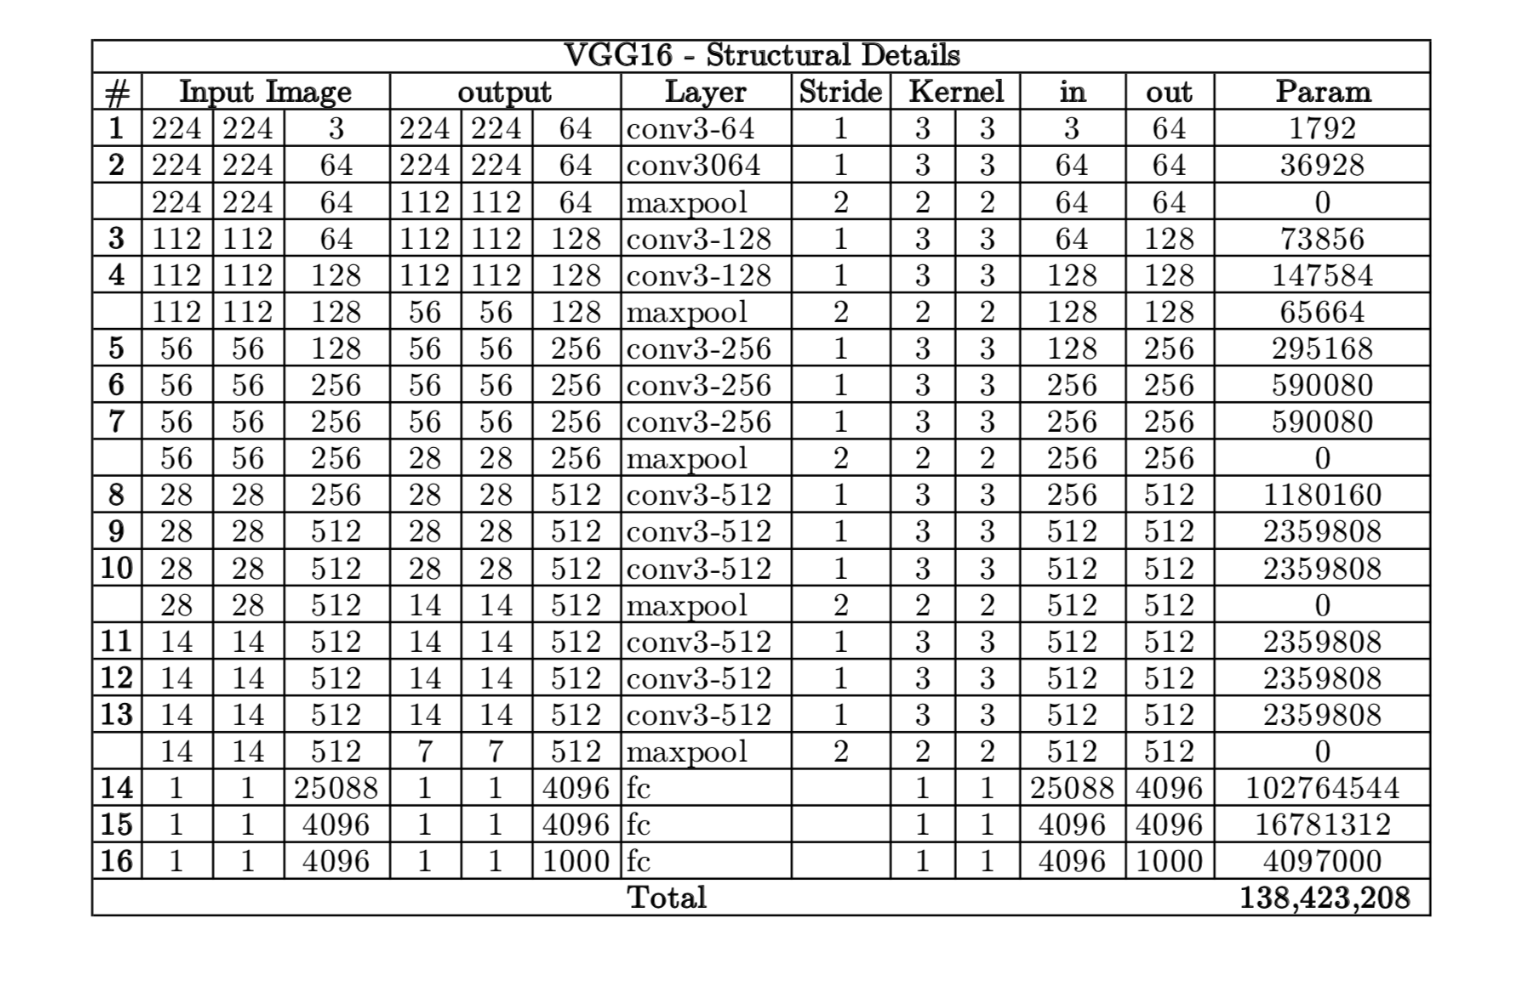 VGG16 - Structural Details
# Input Image output Layer Stride Kernel in out Param
1 224 224 3 224 224 64 conv3-64 1 3 3 3 64 1792
2 224 224 64 224 224 64 conv3064 1 3 3 64 64 36928
224 224 64 112 112 64 maxpool 2 2 2 64 64 0
3 112 112 64 112 112 128 conv3-128 1 3 3 64 128 73856
4 112 112 128 112 112 128 conv3-128 1 3 3 128 128 147584
112 112 128 56 56 128 maxpool 2 2 2 128 128 65664
5 56 56 128 56 56 256 conv3-256 1 3 3 128 256 295168
6 56 56 256 56 56 256 conv3-256 1 3 3 256 256 590080
7 56 56 256 56 56 256 conv3-256 1 3 3 256 256 590080
56 56 256 28 28 256 maxpool 2 2 2 256 256 0
8 28 28 256 28 28 512 conv3-512 1 3 3 256 512 1180160
9 28 28 512 28 28 512 conv3-512 1 3 3 512 512 2359808
10 28 28 512 28 28 512 conv3-512 1 3 3 512 512 2359808
28 28 512 14 14 512 maxpool 2 2 2 512 512 0
11 14 14 512 14 14 512 conv3-512 1 3 3 512 512 2359808
12 14 14 512 14 14 512 conv3-512 1 3 3 512 512 2359808
13 14 14 512 14 14 512 conv3-512 1 3 3 512 512 2359808
14 14 512 7 7 512 maxpool 2 2 2 512 512 0
14 1 1 25088 1 1 4096 fc 1 1 25088 4096 102764544
15 1 1 4096 1 1 4096 fc 1 1 4096 4096 16781312
16 1 1 4096 1 1 1000 fc 1 1 4096 1000 4097000
Total 138,423,208